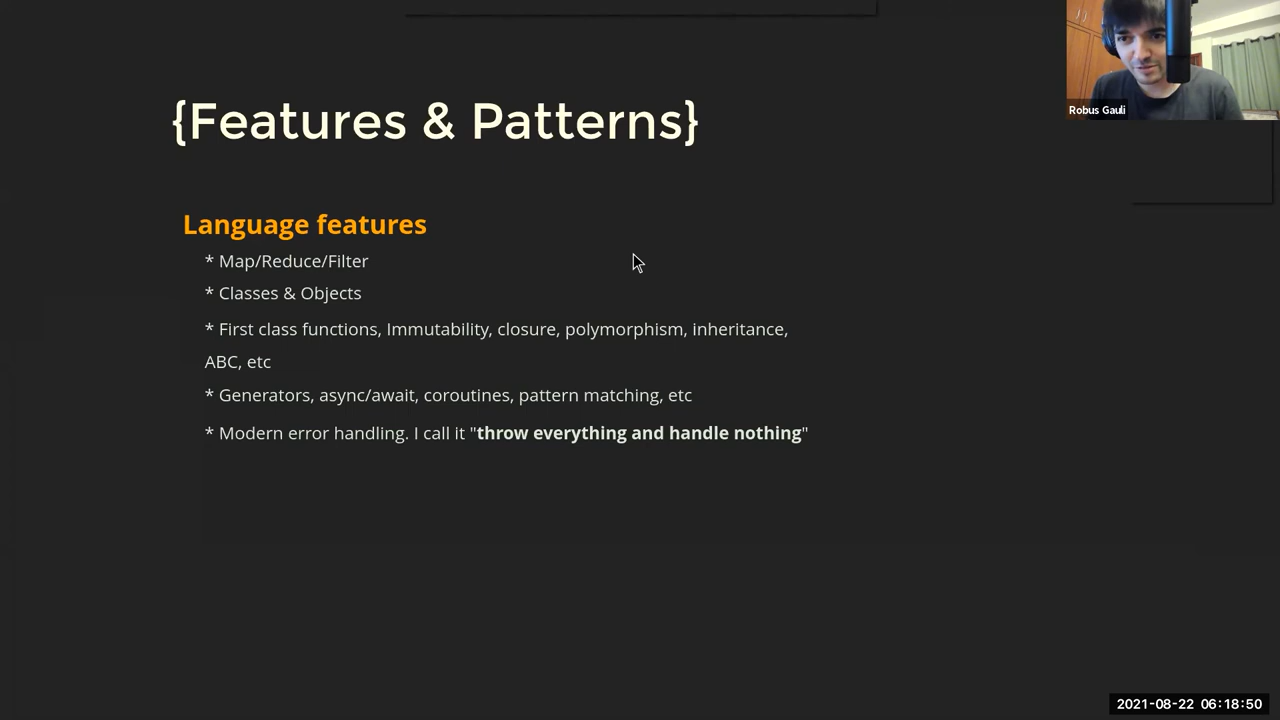 {Features & Patterns}
Robus Gauli
Language features
* Map/Reduce/Filter
* Classes & Objects
* First class functions, Immutability, closure, polymorphism, inheritance,
ABC, etc
* Generators, async/await, coroutines, pattern matching, etc
* Modern error handling. I call it "throw everything and handle nothing"
2021-08-22 06:18:50